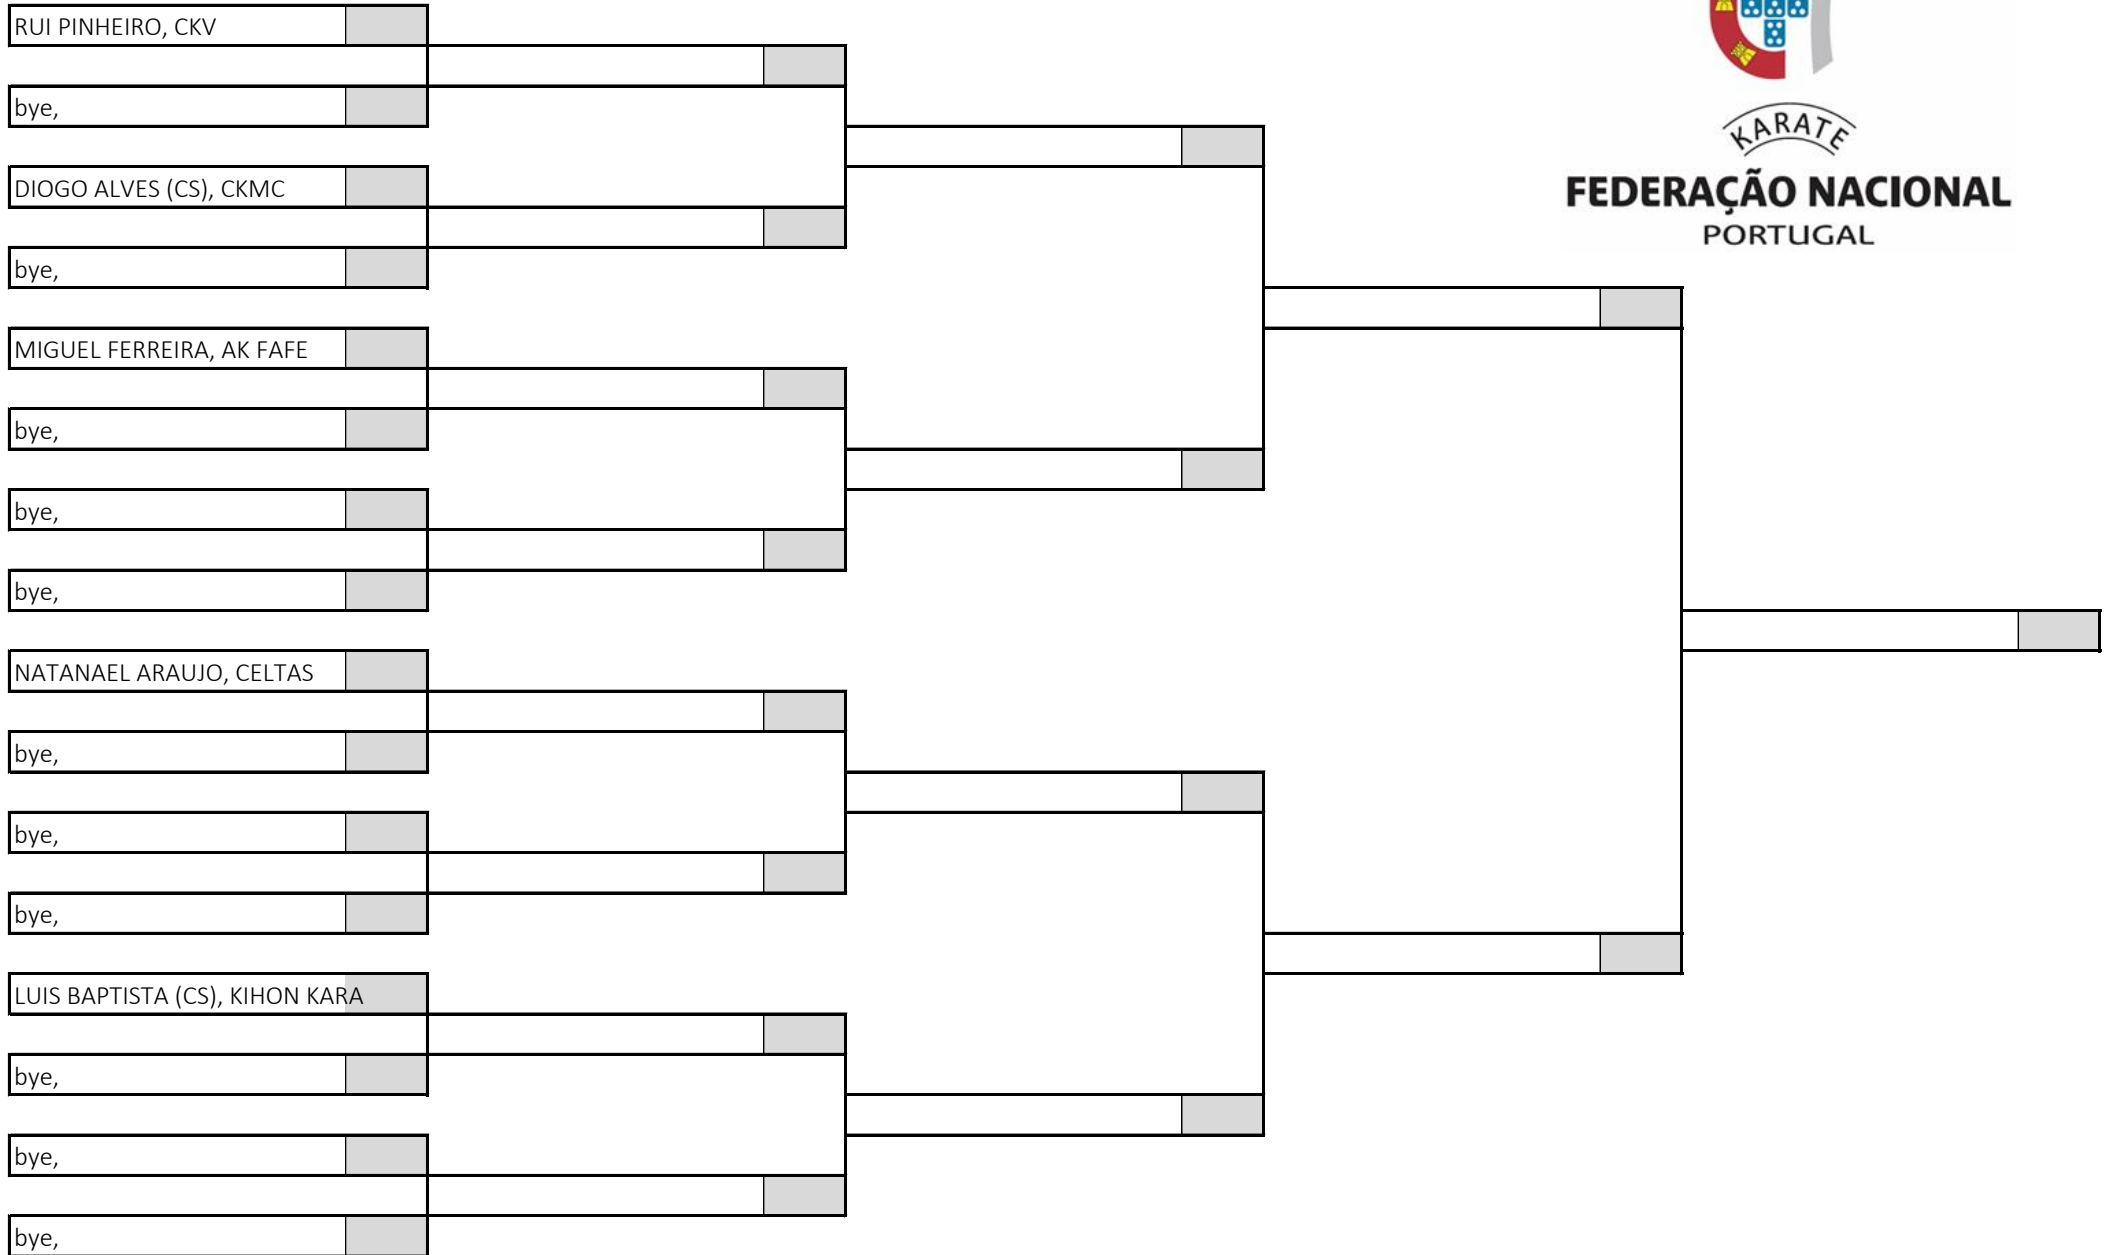 RUI PINHEIRO, CKV
bye,
DIOGO ALVES (CS), CKMC
bye,
MIGUEL FERREIRA, AK FAFE
bye,
bye,
bye,
NATANAEL ARAUJO, CELTAS
bye,
bye,
bye,
LUIS BAPTISTA (CS), KIHON KARA
bye,
bye,
bye,
KARATE
FEDERAÇÃO NACIONAL
PORTUGAL